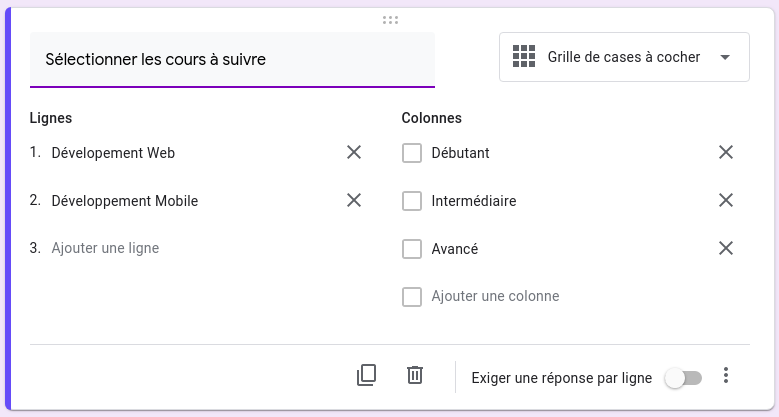 Sélectionner les cours à suivre
Grille de cases à cocher
Lignes
Colonnes
1. Dévelopement Web
Débutant
2. Développement Mobile
Intermédiaire
3. Ajouter une ligne
Avancé
Ajouter une colonne
Exiger une réponse par ligne